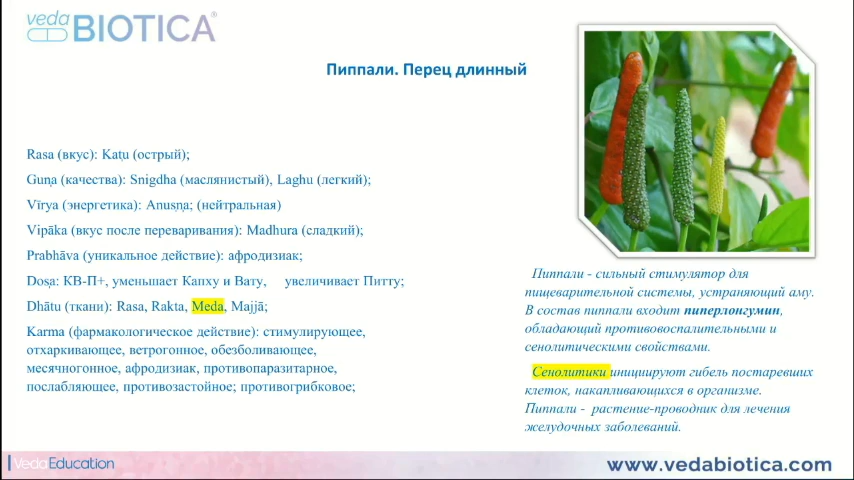 veda
BIOTICA®
Пиппали. Перец длинный
Rasa (вкус): Kaṭu (острый);
Guṇa (качества): Snigdha (маслянистый), Laghu (легкий);
Vīrya (энергетика): Anuṣṇa; (нейтральная)
Vipāka (вкус после переваривания): Madhura (сладкий);
Prabhāva (уникальное действие): афродизиак;
Doṣa: КВ-П+, уменьшает Капху и Вату, увеличивает Питту;
Dhātu (ткани): Rasa, Rakta, Meda, Majjā;
Karma (фармакологическое действие): стимулирующее,
отхаркивающее, ветрогонное, обезболивающее,
месячногонное, афродизиак, противопаразитарное,
послабляющее, противозастойное; противогрибковое;
Пиппали - сильный стимулятор для
пищеварительной системы, устраняющий аму.
В состав пиппали входит пиперлонгумин,
обладающий противовоспалительными и
сенолитическими свойствами.
Сенолитики инициируют гибель постаревших
клеток, накапливающихся в организме.
Пиппали - растение-проводник для лечения
желудочных заболеваний.
VedaEducation
www.vedabiotica.com